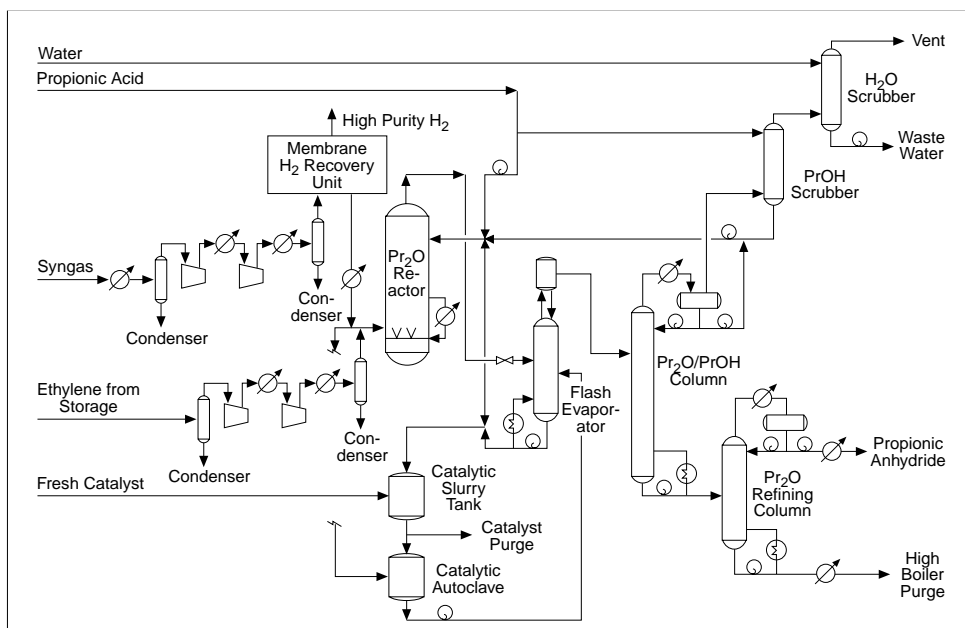 Water
Vent
H2O
Scrubber
Propionic Acid
High Purity H2
Membrane
H2 Recovery
Unit
Waste
Water
PrOH
Scrubber
Syngas
Pr2O
Re-
actor
Con-
denser
Condenser
Pr2O/PrOH
Column
Ethylene from
Storage
Flash
Evapor-
ator
Con-
denser
Condenser
Propionic
Anhydride
Pr2O
Refining
Column
Fresh Catalyst
Catalytic
Slurry
Tank
Catalyst
Purge
Catalytic
Autoclave
High
Boiler
Purge